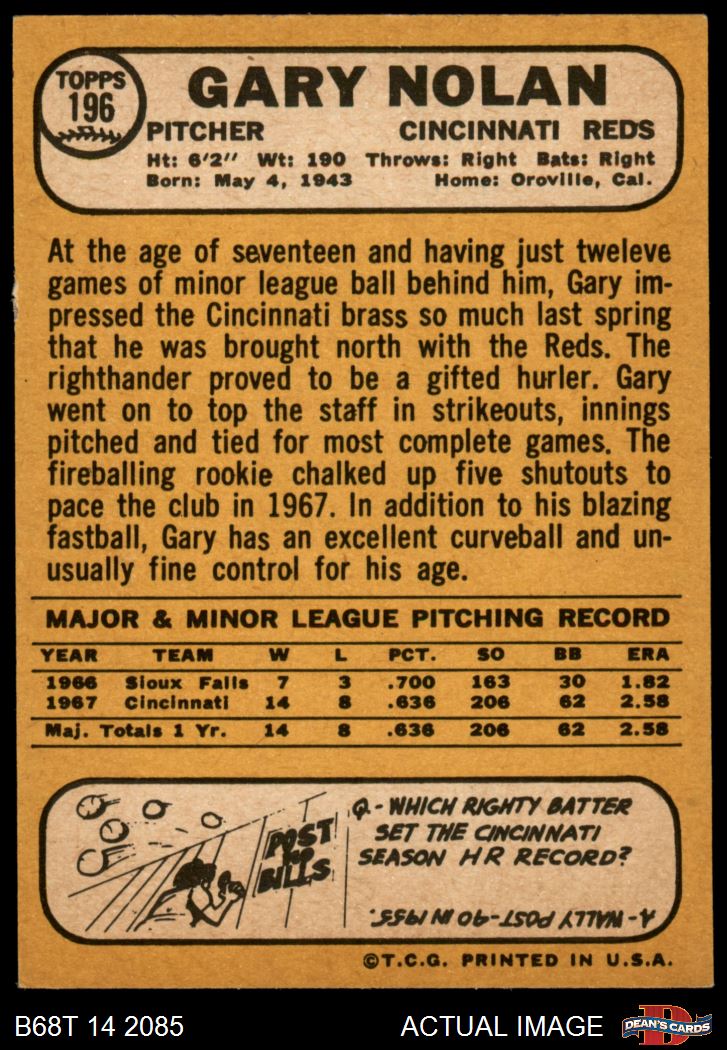 TOPPS
196
GARY NOLAN
PITCHER CINCINNATI REDS
Ht: 6'2" Wt: 190 Throws: Right Bats: Right
Born: May 4, 1943 Home: Oroville, Cal.
At the age of seventeen and having just tweleve
games of minor league ball behind him, Gary im-
pressed the Cincinnati brass so much last spring
that he was brought north with the Reds. The
righthander proved to be a gifted hurler. Gary
went on to top the staff in strikeouts, innings
pitched and tied for most complete games. The
fireballing rookie chalked up five shutouts to
pace the club in 1967. In addition to his blazing
fastball, Gary has an excellent curveball and un-
usually fine control for his age.
MAJOR & MINOR LEAGUE PITCHING RECORD
YEAR TEAM W L PCT. SO BB ERA
1966 Sioux Falls 7 3 .700 163 30 1.82
1967 Cincinnati 14 8 .636 206 62 2.58
Maj. Totals 1 Yr. 14 8 .636 206 62 2.58
POST
NO
BILLS
Q.- WHICH RIGHTY BATTER
SET THE CINCINNATI
SEASON HR RECORD?
A- WALLY POST-40 IN 1955.
©T.C.G. PRINTED IN U.S.A.
B68T 14 2085 ACTUAL IMAGE
D
DEAN'S CARDS